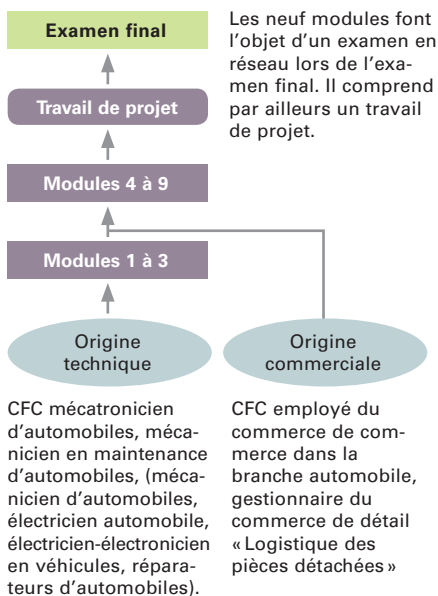 Examen final
Les neuf modules font
l'objet d'un examen en
réseau lors de l'exa-
men final. Il comprend
par ailleurs un travail
de projet.
Travail de projet
Modules 4 à 9
Modules 1 à 3
Origine
technique
Origine
commerciale
CFC mécatronicien
d'automobiles, méca-
nicien en maintenance
d'automobiles, (méca-
nicien d'automobiles,
électricien automobile,
électricien-électronicien
en véhicules, répara-
teurs d'automobiles).
CFC employé du
commerce de com-
merce dans la
branche automobile,
gestionnaire du
commerce de détail
« Logistique des
pièces détachées »